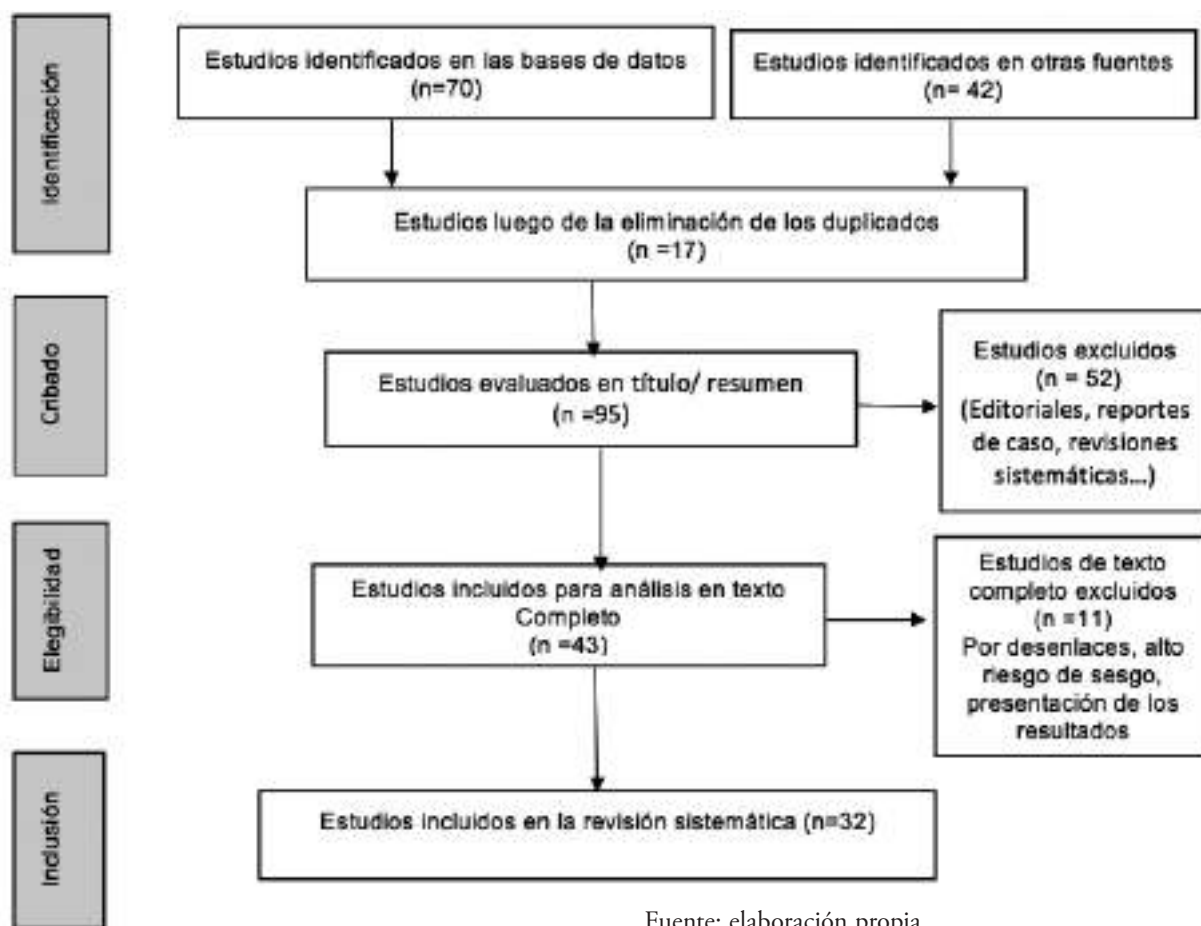 Identificación
Estudios identificados en las bases de datos
(n=70)
Estudios identificados en otras fuentes
(n= 42)
Estudios luego de la eliminación de los duplicados
(n =17)
Cribado
Estudios evaluados en título/ resumen
(n =95)
Estudios excluidos
(n = 52)
(Editoriales, reportes
de caso, revisiones
sistemáticas...)
Elegibilidad
Estudios incluidos para análisis en texto
Completo
(n =43)
Estudios de texto
completo excluidos
(n =11)
Por desenlaces, alto
riesgo de sesgo,
presentación de los
resultados
Inclusión
Estudios incluidos en la revisión sistemática (n=32)
Fuente: elaboración propia